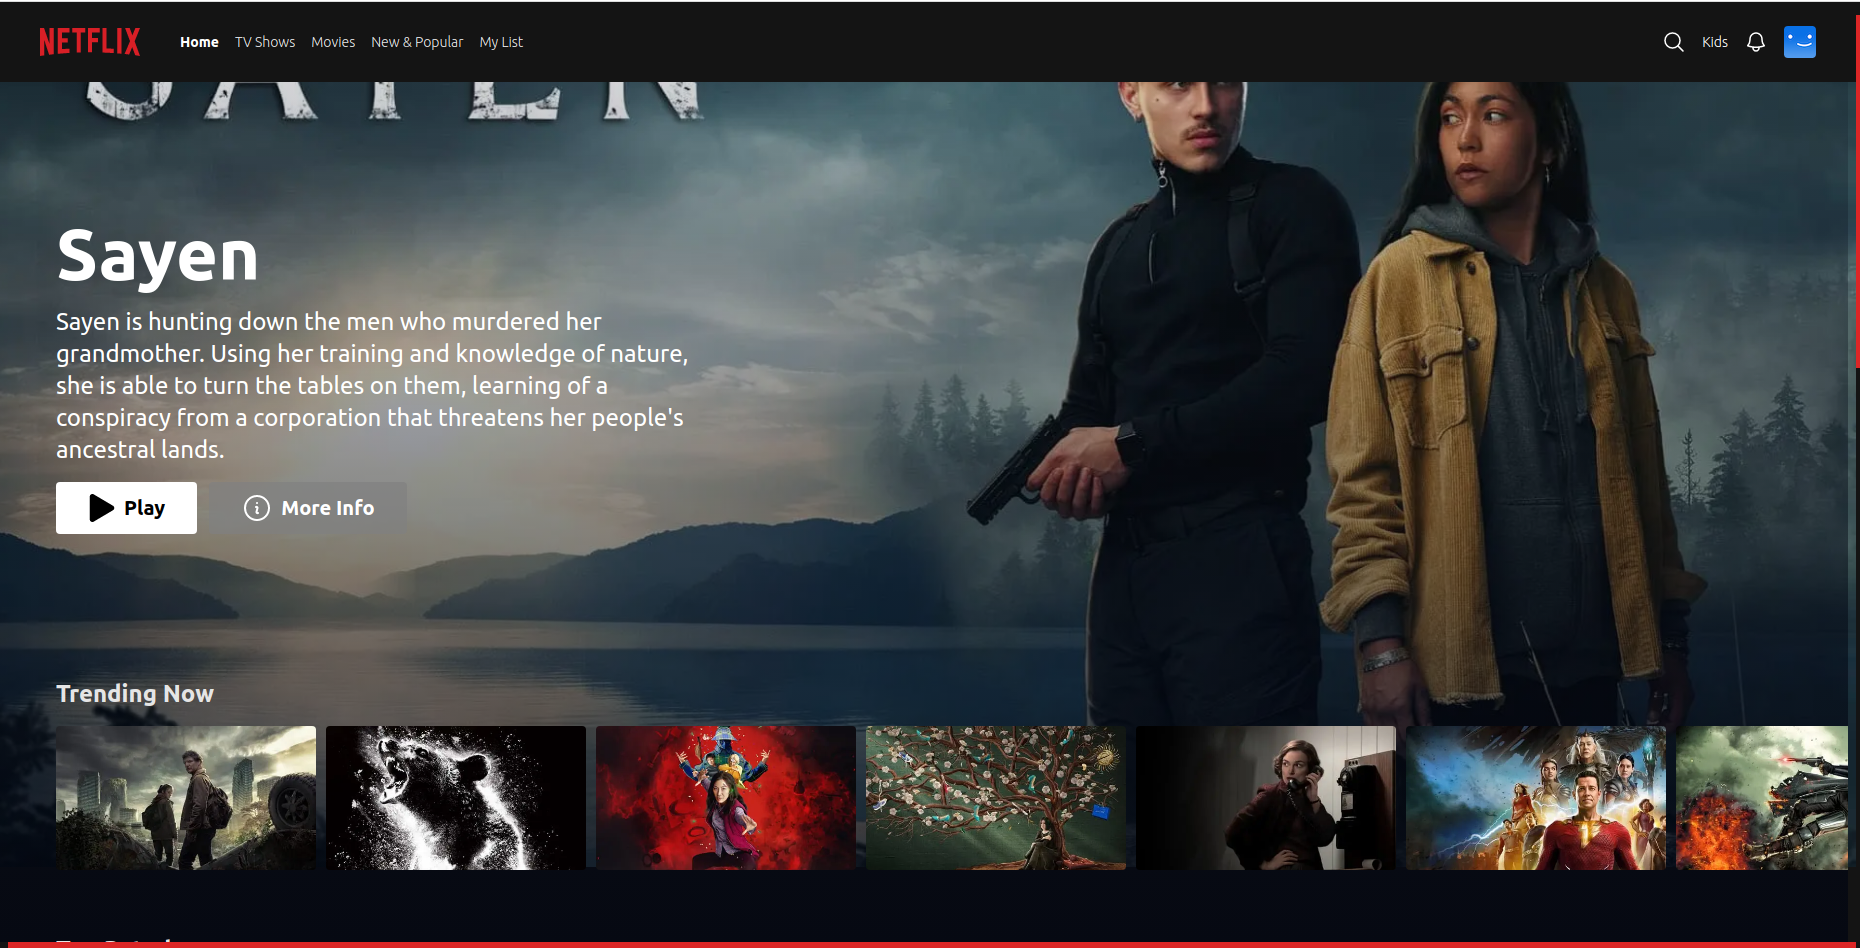 NETFLIX Home TV Shows Movies New & Popular My List Kids
SAYEN
Sayen
Sayen is hunting down the men who murdered her
grandmother. Using her training and knowledge of nature,
she is able to turn the tables on them, learning of a
conspiracy from a corporation that threatens her people's
ancestral lands.
Play More Info
Trending Now